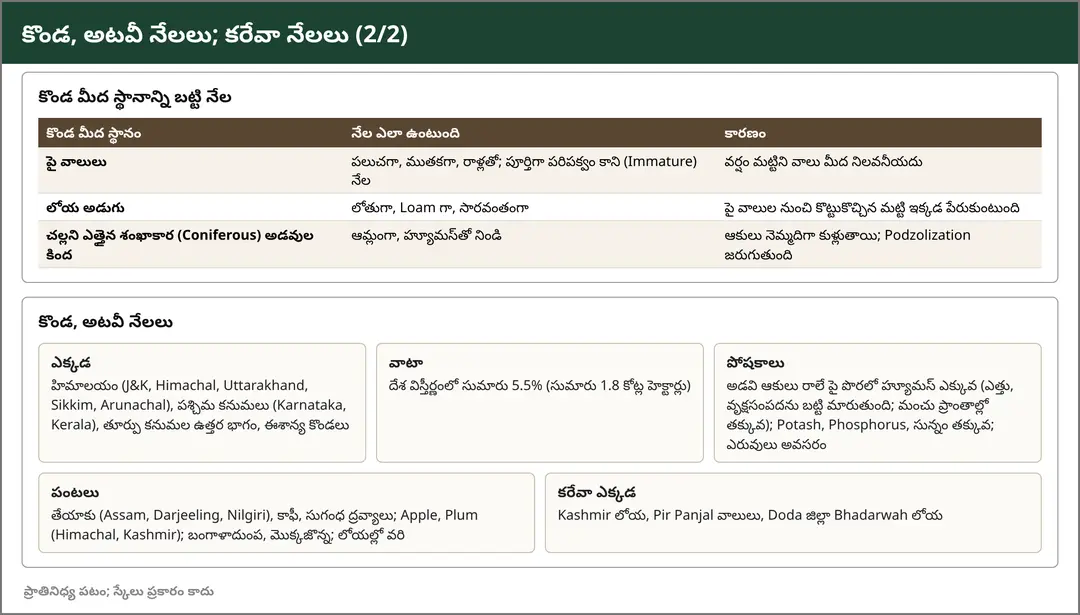 కొండ, అటవీ నేలలు; కరేవా నేలలు (2/2)
కొండ మీద స్థానాన్ని బట్టి నేల
కొండ మీద స్థానం
నేల ఎలా ఉంటుంది
కారణం
పై వాలులు
పలుచగా, ముతకగా, రాళ్లతో; పూర్తిగా పరిపక్వం కాని (Immature)
నేల
వర్షం మట్టిని వాలు మీద నిలవనీయదు
లోయ అడుగు
లోతుగా, Loam గా, సారవంతంగా
పై వాలుల నుంచి కొట్టుకొచ్చిన మట్టి ఇక్కడ పేరుకుంటుంది
చల్లని ఎత్తైన శంఖాకార (Coniferous) అడవుల
కింద
ఆమ్లంగా, హ్యూమస్‌తో నిండి
ఆకులు నెమ్మదిగా కుళ్లుతాయి; Podzolization
జరుగుతుంది
కొండ, అటవీ నేలలు
ఎక్కడ
హిమాలయం (J&K, Himachal, Uttarakhand,
Sikkim, Arunachal), పశ్చిమ కనుమలు (Karnataka,
Kerala), తూర్పు కనుమల ఉత్తర భాగం, ఈశాన్య కొండలు
వాటా
దేశ విస్తీర్ణంలో సుమారు 5.5% (సుమారు 1.8 కోట్ల హెక్టార్లు)
పోషకాలు
అడవి ఆకులు రాలే పై పొరలో హ్యూమస్ ఎక్కువ (ఎత్తు,
వృక్షసంపదను బట్టి మారుతుంది; మంచు ప్రాంతాల్లో
తక్కువ); Potash, Phosphorus, సున్నం తక్కువ;
ఎరువులు అవసరం
పంటలు
తేయాకు (Assam, Darjeeling, Nilgiri), కాఫీ, సుగంధ ద్రవ్యాలు; Apple, Plum
(Himachal, Kashmir); బంగాళాదుంప, మొక్కజొన్న; లోయల్లో వరి
కరేవా ఎక్కడ
Kashmir లోయ, Pir Panjal వాలులు, Doda జిల్లా Bhadarwah లోయ
ప్రాతినిధ్య పటం; స్కేలు ప్రకారం కాదు